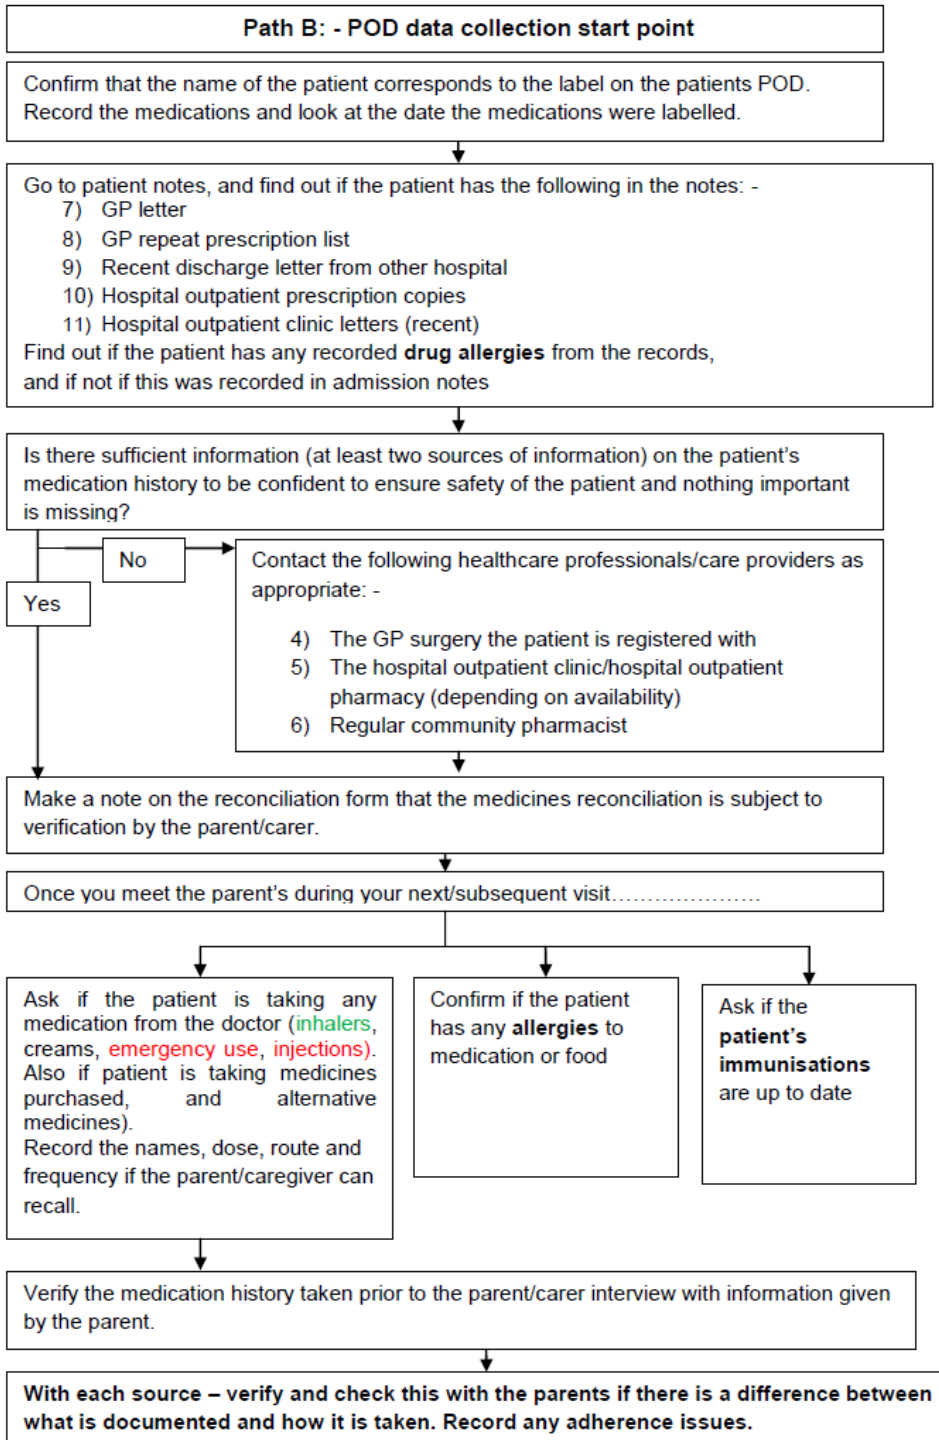 Path B: - POD data collection start point
Confirm that the name of the patient corresponds to the label on the patients POD.
Record the medications and look at the date the medications were labelled.
Go to patient notes, and find out if the patient has the following in the notes: -
7) GP letter
8) GP repeat prescription list
9) Recent discharge letter from other hospital
10) Hospital outpatient prescription copies
11) Hospital outpatient clinic letters (recent)
Find out if the patient has any recorded drug allergies from the records,
and if not if this was recorded in admission notes
Is there sufficient information (at least two sources of information) on the patient's
medication history to be confident to ensure safety of the patient and nothing important
is missing?
No
Yes
Contact the following healthcare professionals/care providers as
appropriate: -
4) The GP surgery the patient is registered with
5) The hospital outpatient clinic/hospital outpatient
pharmacy (depending on availability)
6) Regular community pharmacist
Make a note on the reconciliation form that the medicines reconciliation is subject to
verification by the parent/carer.
Once you meet the parent's during your next/subsequent visit.....................
Ask if the patient is taking any
medication from the doctor (inhalers,
creams, emergency use, injections).
Also if patient is taking medicines
purchased, and alternative
medicines).
Record the names, dose, route and
frequency if the parent/caregiver can
recall.
Confirm if the patient
has any allergies to
medication or food
Ask if the
patient's
immunisations
are up to date
Verify the medication history taken prior to the parent/carer interview with information given
by the parent.
With each source – verify and check this with the parents if there is a difference between
what is documented and how it is taken. Record any adherence issues.